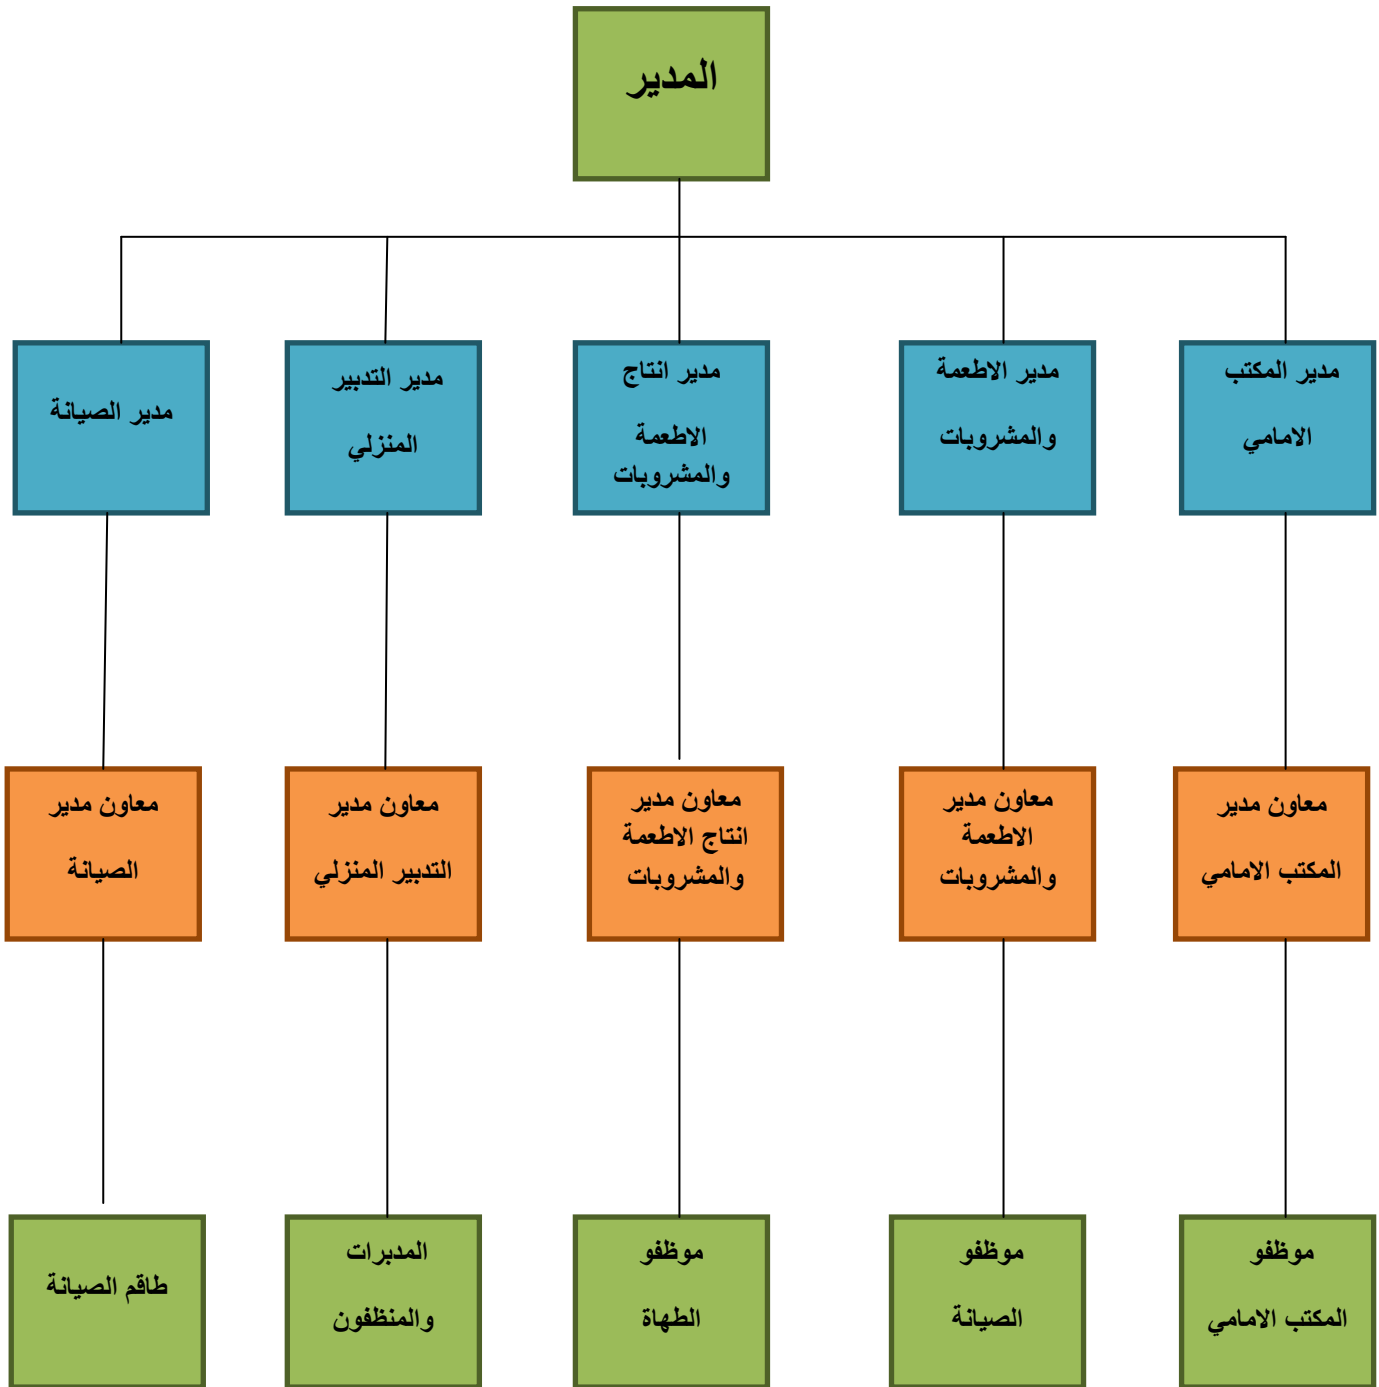 المدير
مدير المكتب
الامامي
مدير الاطعمة
والمشروبات
مدير انتاج
الاطعمة
والمشروبات
مدير التدبير
المنزلي
مدير الصيانة
معاون مدير
المكتب الامامي
معاون مدير
الاطعمة
والمشروبات
معاون مدير
انتاج الاطعمة
والمشروبات
معاون مدير
التدبير المنزلي
معاون مدير
الصيانة
موظفو
المكتب الامامي
موظفو
الصيانة
موظفو
الطهاة
المدبرات
والمنظفون
طاقم الصيانة